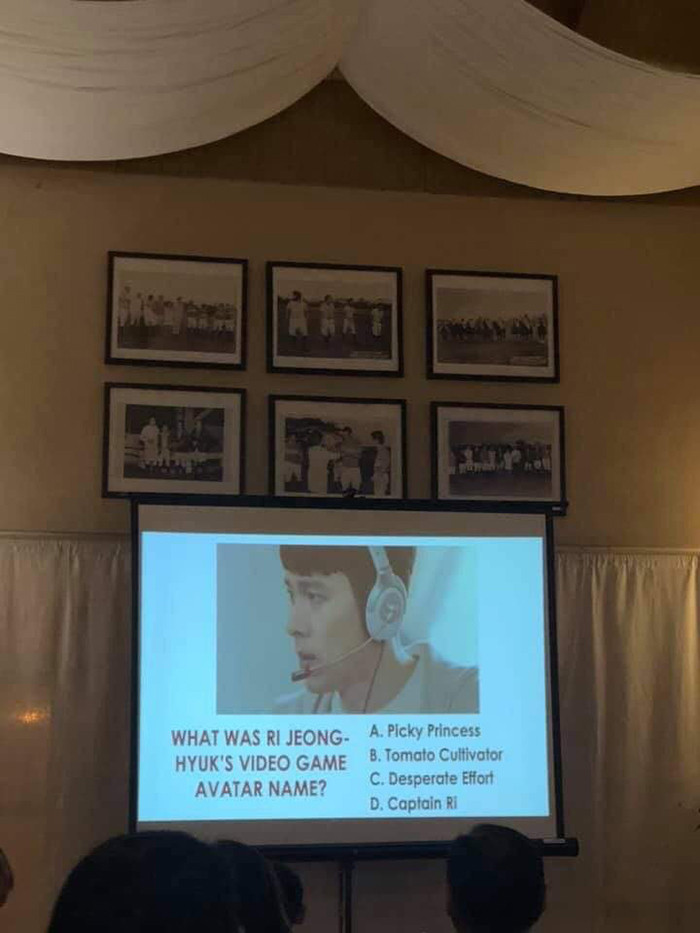 WHAT WAS RI JEONG-
HYUK'S VIDEO GAME
AVATAR NAME?
A. Picky Princess
B. Tomato Cultivator
C. Desperate Effort
D. Captain Ri